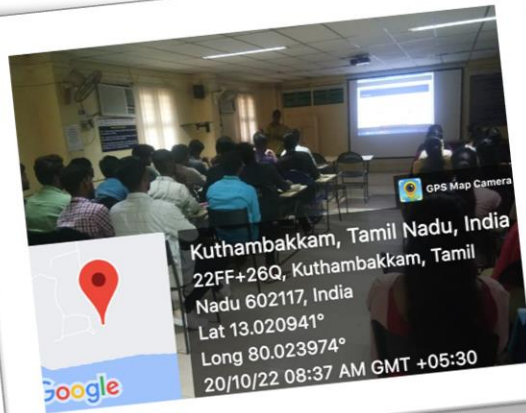 GPS Map Camera
Kuthambakkam, Tamil Nadu, India
22FF+26Q, Kuthambakkam, Tamil
Nadu 602117, India
Lat 13.020941°
Long 80.023974°
20/10/22 08:37 AM GMT +05:30
Google